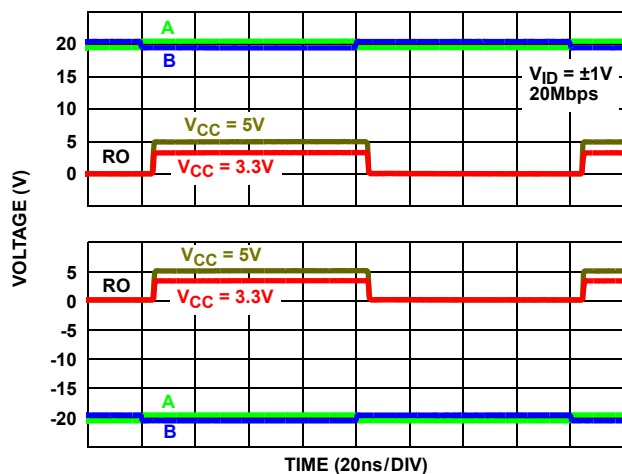 A
20
B
V_ID = ±1V
20Mbps
15
10
V_CC = 5V
5
RO
V_CC = 3.3V
0
VOLTAGE (V)
V_CC = 5V
5
RO
V_CC = 3.3V
0
-5
-10
-15
A
-20
B
TIME (20ns/DIV)